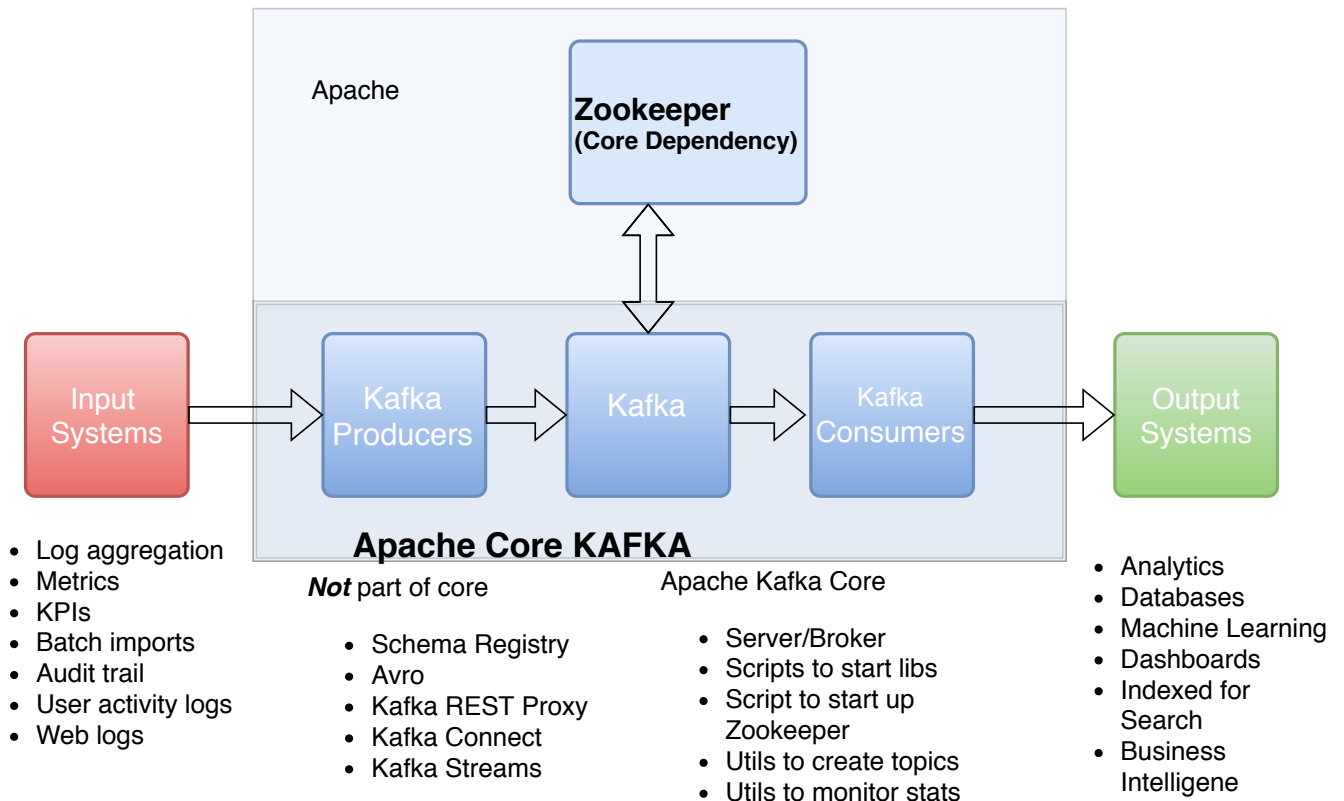 Apache
Zookeeper
(Core Dependency)
Input
Systems
Kafka
Producers
Kafka
Kafka
Consumers
Output
Systems
Apache Core KAFKA
• Log aggregation
• Metrics
• KPIs
• Batch imports
• Audit trail
• User activity logs
• Web logs
Not part of core
• Schema Registry
• Avro
• Kafka REST Proxy
• Kafka Connect
• Kafka Streams
Apache Kafka Core
• Server/Broker
• Scripts to start libs
• Script to start up
Zookeeper
• Utils to create topics
• Utils to monitor stats
• Analytics
• Databases
• Machine Learning
• Dashboards
• Indexed for
Search
• Business
Intelligene